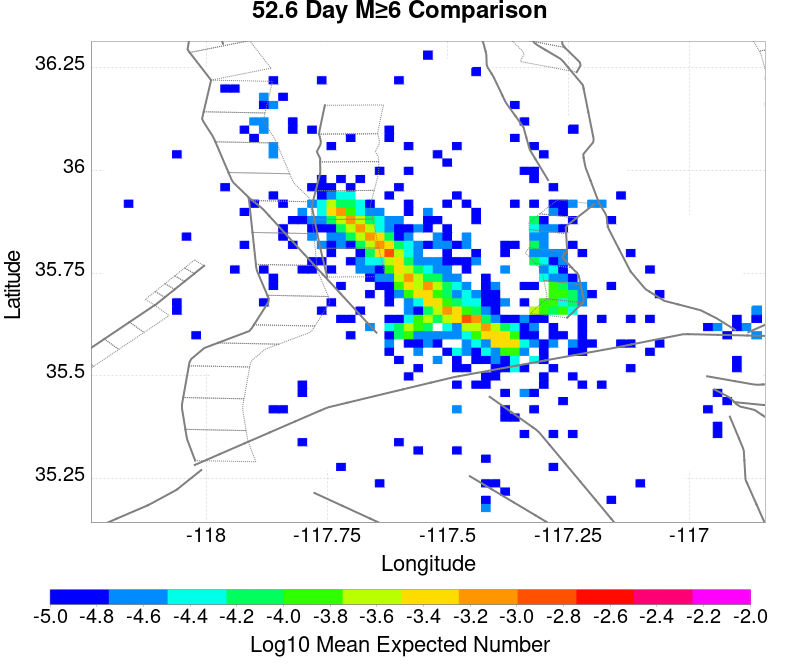 52.6 Day M≥6 Comparison
36.25
36
35.75
35.5
35.25
Latitude
-118 -117.75 -117.5 -117.25 -117
Longitude
-5.0 -4.8 -4.6 -4.4 -4.2 -4.0 -3.8 -3.6 -3.4 -3.2 -3.0 -2.8 -2.6 -2.4 -2.2 -2.0
Log10 Mean Expected Number